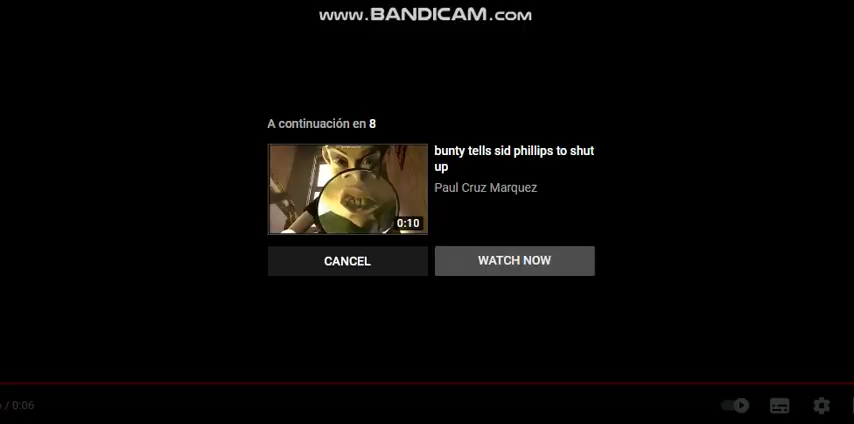 www.BANDICAM.com
A continuación en 8
bunty tells sid phillips to shut
up
Paul Cruz Marquez
0:10
CANCEL
WATCH NOW
/ 0:06